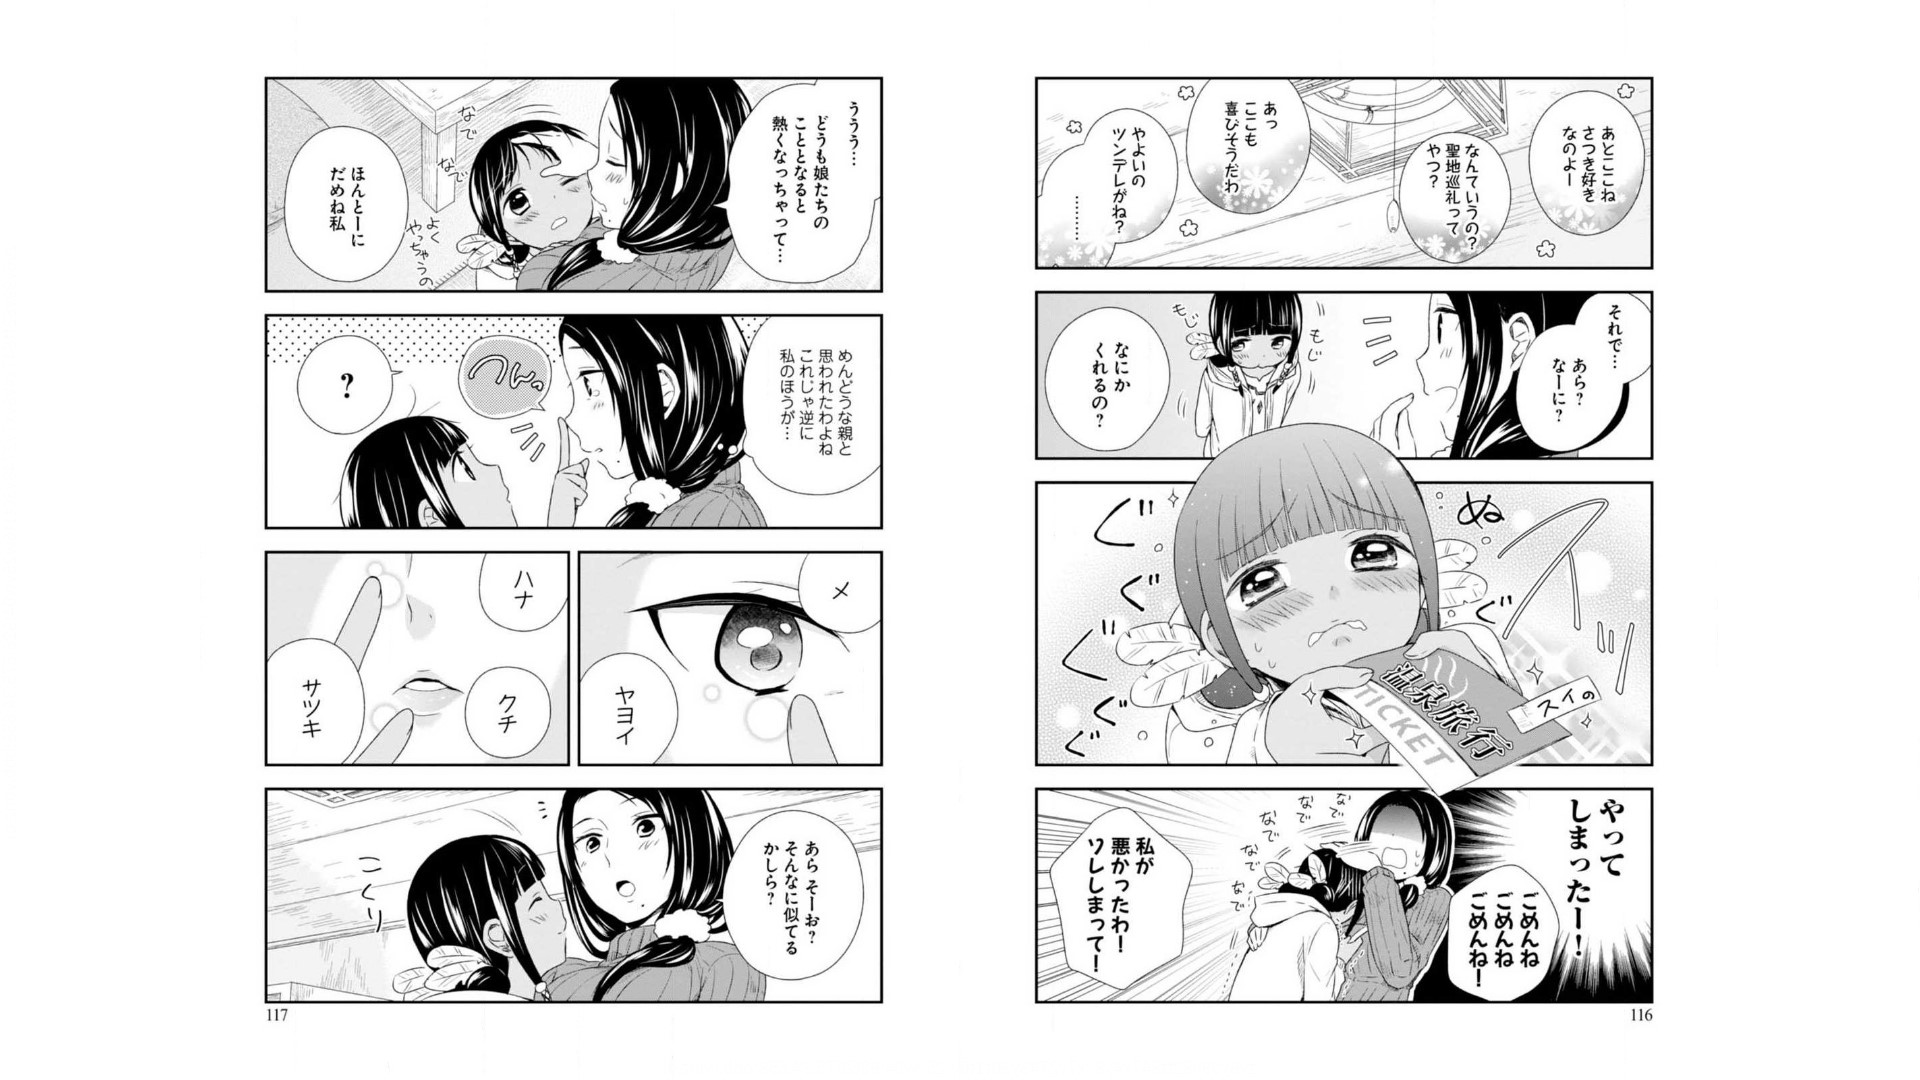 あとここね
さつき好き
なのよー
なんていうの?
聖地巡礼って
やつ?
あっ
ここも
喜びそうだわ
やよいの
ツンデレがね?
………
それで…
あら?
なーに?
もじ
もじ
なにか
くれるの?
ぬ
ッ
ぐ
ぐ
ぐ
ぐ
ぐ
温泉旅行
TICKET
スイの
やって
しまったー!
ごめんね
ごめんね
ごめんね!
なで
なで
なで
なで
なで
私が
悪かったわ!
ソレしまって!
116
ううう…
どうも娘たちの
こととなると
熱くなっちゃって…
なで
なで
よく
やっちゃうの
ほんとーに
だめね私
めんどうな親と
思われたわよね
これじゃ逆に
私のほうが…
つんっ
?
メ
ヤヨイ
ハナ
クチ
サツキ
あら そーお?
そんなに似てる
かしら?
こくり
117